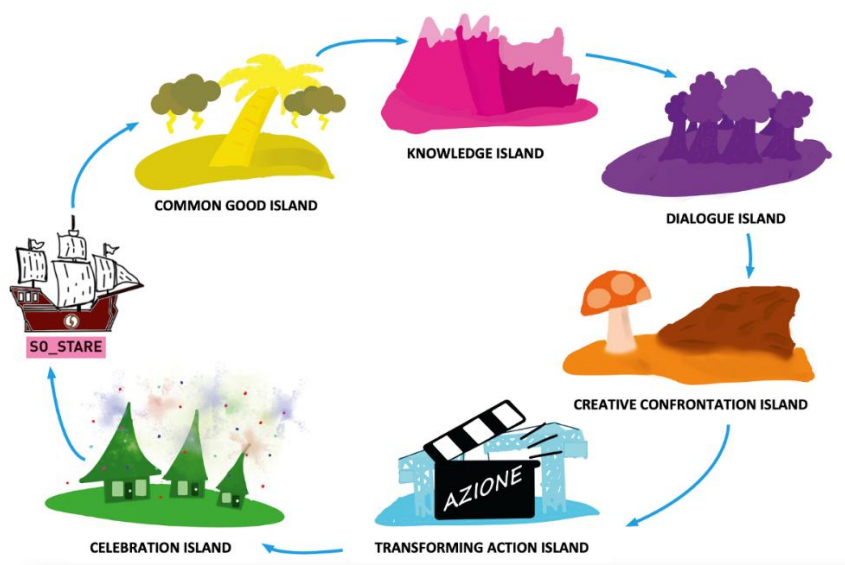 COMMON GOOD ISLAND
KNOWLEDGE ISLAND
DIALOGUE ISLAND
CREATIVE CONFRONTATION ISLAND
AZIONE
TRANSFORMING ACTION ISLAND
CELEBRATION ISLAND
SO_STARE